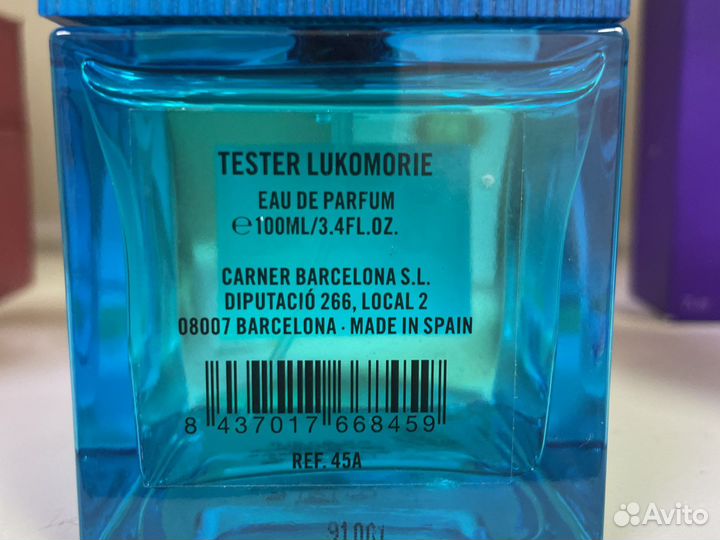 TESTER LUKOMORIE
EAU DE PARFUM
℮100ML/3.4FL.OZ.
CARNER BARCELONA S.L.
DIPUTACIÓ 266, LOCAL 2
08007 BARCELONA · MADE IN SPAIN
8 437017 668459
REF. 45A
Avito